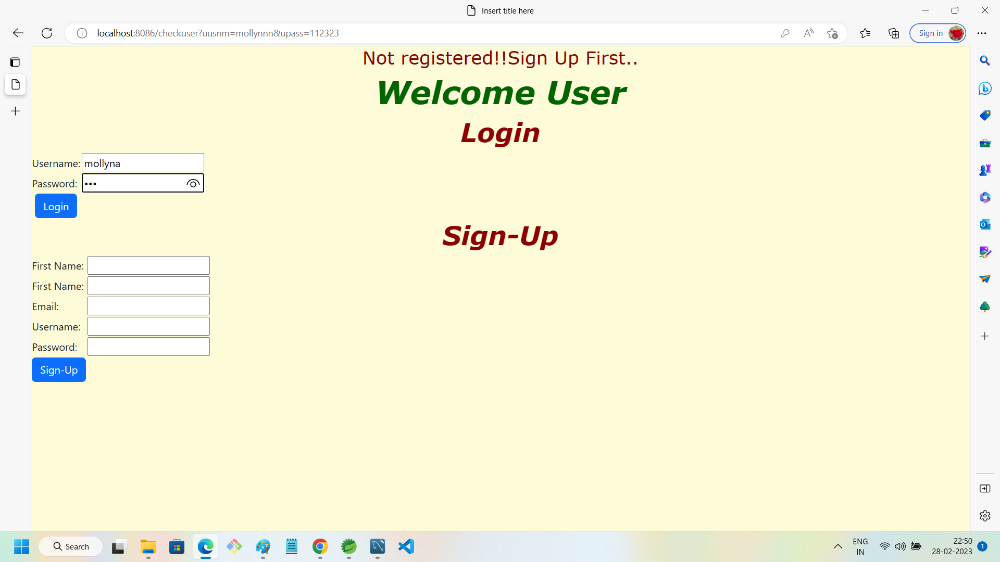 Insert title here
localhost:8086/checkuser?uusnm=mollynnn&upass=112323
Sign in
Not registered!!Sign Up First..
Welcome User
Login
Username: mollyna
Password: •••
Login
Sign-Up
First Name:
First Name:
Email:
Username:
Password:
Sign-Up
Search
ENG
IN
22:50
28-02-2023
1